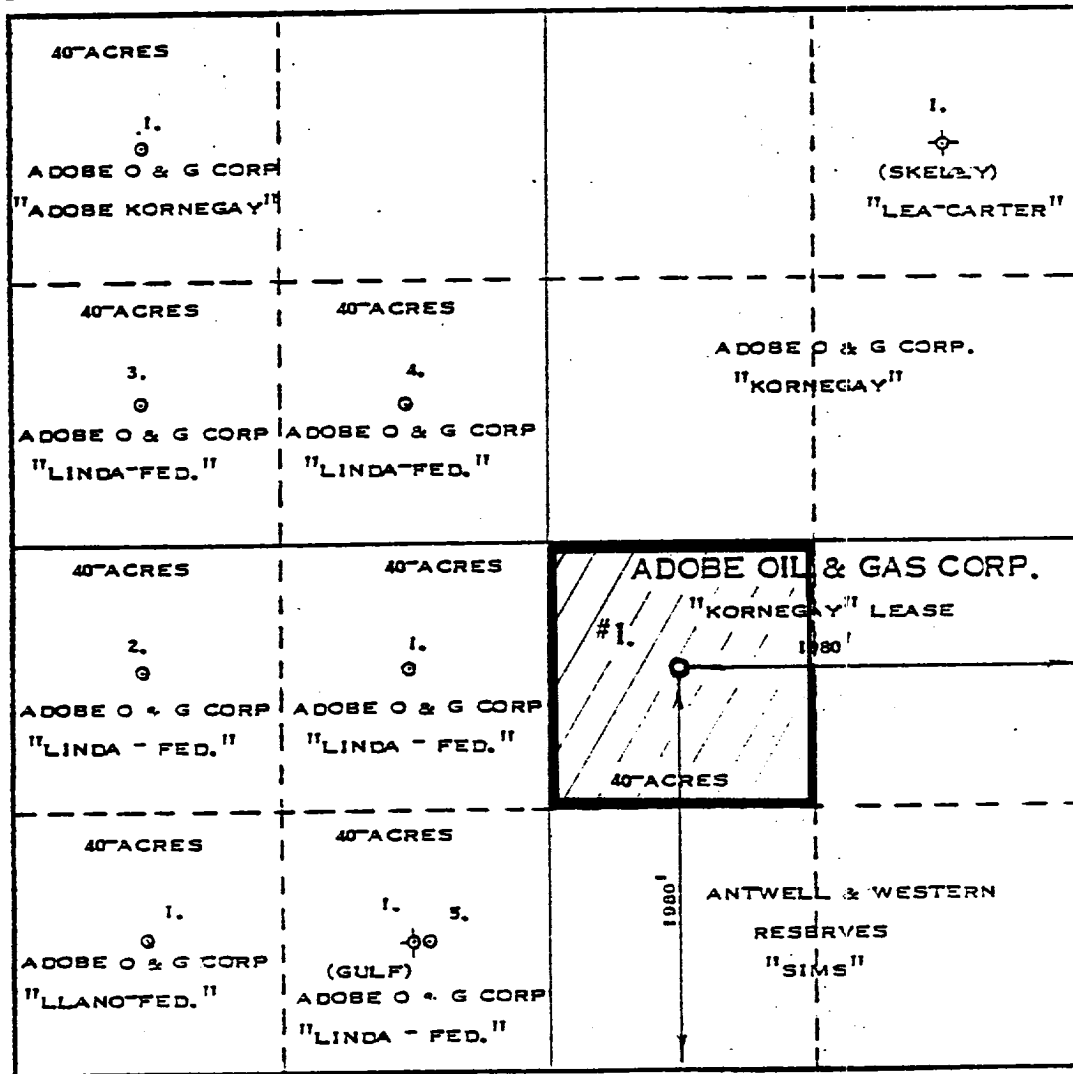 40 ACRES
1.
ADOBE O & G CORP
"ADOBE KORNEGAY"
1.
(SKELLY)
"LEA-CARTER"
40 ACRES
3.
ADOBE O & G CORP
"LINDA-FED."
40 ACRES
4.
ADOBE O & G CORP
"LINDA-FED."
ADOBE O & G CORP.
"KORNEGAY"
40 ACRES
2.
ADOBE O & G CORP
"LINDA - FED."
40 ACRES
1.
ADOBE O & G CORP
"LINDA - FED."
ADOBE OIL & GAS CORP.
"KORNEGAY" LEASE
#1.
1980'
40 ACRES
1980'
40 ACRES
1.
ADOBE O & G CORP
"LLANO-FED."
40 ACRES
1. 5.
(GULF)
ADOBE O & G CORP
"LINDA - FED."
ANTWELL & WESTERN
RESERVES
"SIMS"